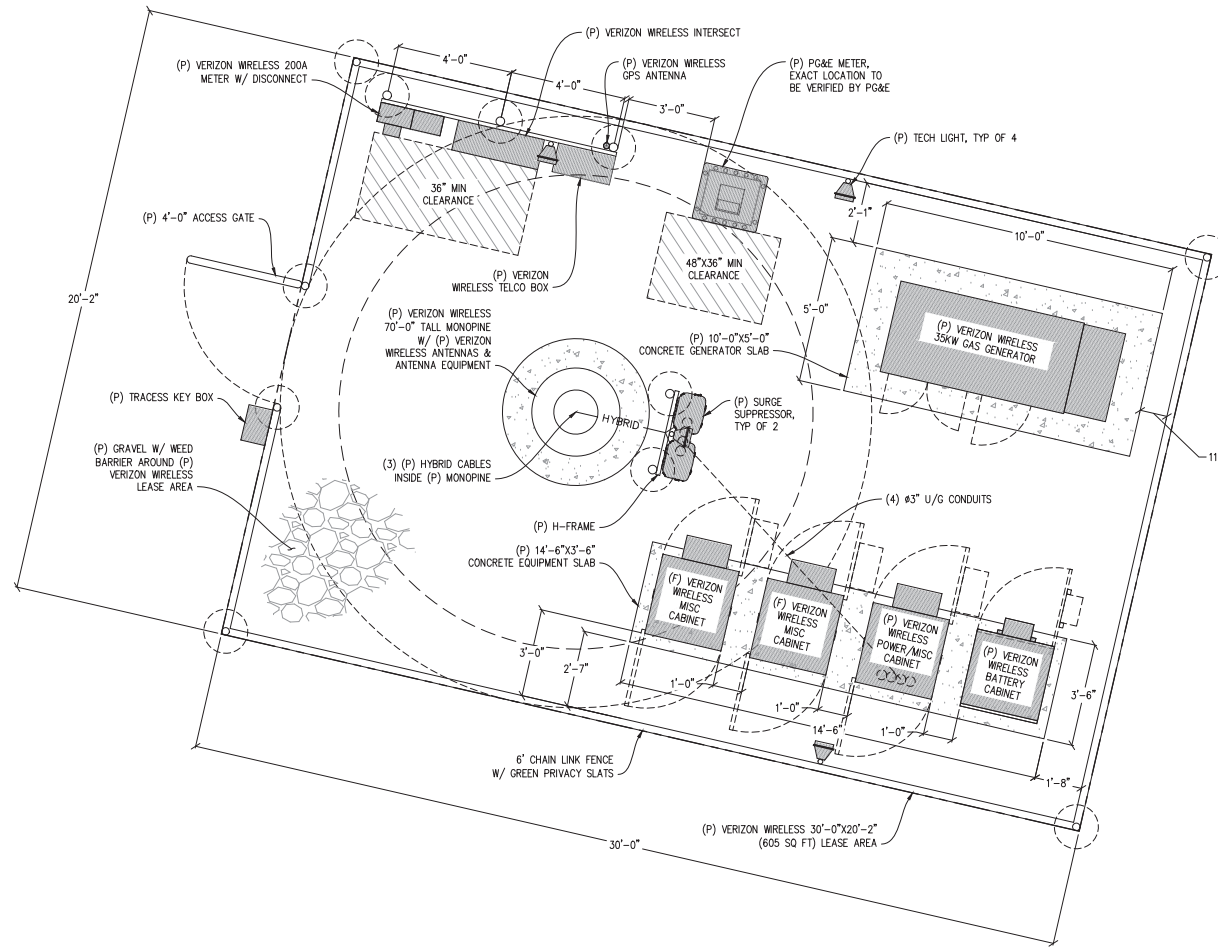 (P) VERIZON WIRELESS INTERSECT
4'-0"
(P) VERIZON WIRELESS 200A
METER W/ DISCONNECT
4'-0"
(P) VERIZON WIRELESS
GPS ANTENNA
(P) PG&E METER,
EXACT LOCATION TO
BE VERIFIED BY PG&E
3'-0"
(P) TECH LIGHT, TYP OF 4
36" MIN
CLEARANCE
2'-1"
(P) 4'-0" ACCESS GATE
10'-0"
48"X36" MIN
CLEARANCE
(P) VERIZON
WIRELESS TELCO BOX
20'-2"
5'-0"
(P) VERIZON WIRELESS
70'-0" TALL MONOPINE
W/ (P) VERIZON
WIRELESS ANTENNAS &
ANTENNA EQUIPMENT
(P) 10'-0"X5'-0"
CONCRETE GENERATOR SLAB
(P) VERIZON WIRELESS
35KW GAS GENERATOR
(P) TRACESS KEY BOX
HYBRID
(P) SURGE
SUPPRESSOR,
TYP OF 2
(P) GRAVEL W/ WEED
BARRIER AROUND (P)
VERIZON WIRELESS
LEASE AREA
(3) (P) HYBRID CABLES
INSIDE (P) MONOPINE
11
(4) ø3" U/G CONDUITS
(P) H-FRAME
(P) 14'-6"X3'-6"
CONCRETE EQUIPMENT SLAB
(F) VERIZON
WIRELESS
MISC
CABINET
(F) VERIZON
WIRELESS
MISC
CABINET
(P) VERIZON
WIRELESS
POWER/MISC
CABINET
(P) VERIZON
WIRELESS
BATTERY
CABINET
3'-0"
2'-7"
1'-0"
1'-0"
14'-6"
1'-0"
3'-6"
1'-8"
6' CHAIN LINK FENCE
W/ GREEN PRIVACY SLATS
(P) VERIZON WIRELESS 30'-0"X20'-2"
(605 SQ FT) LEASE AREA
30'-0"